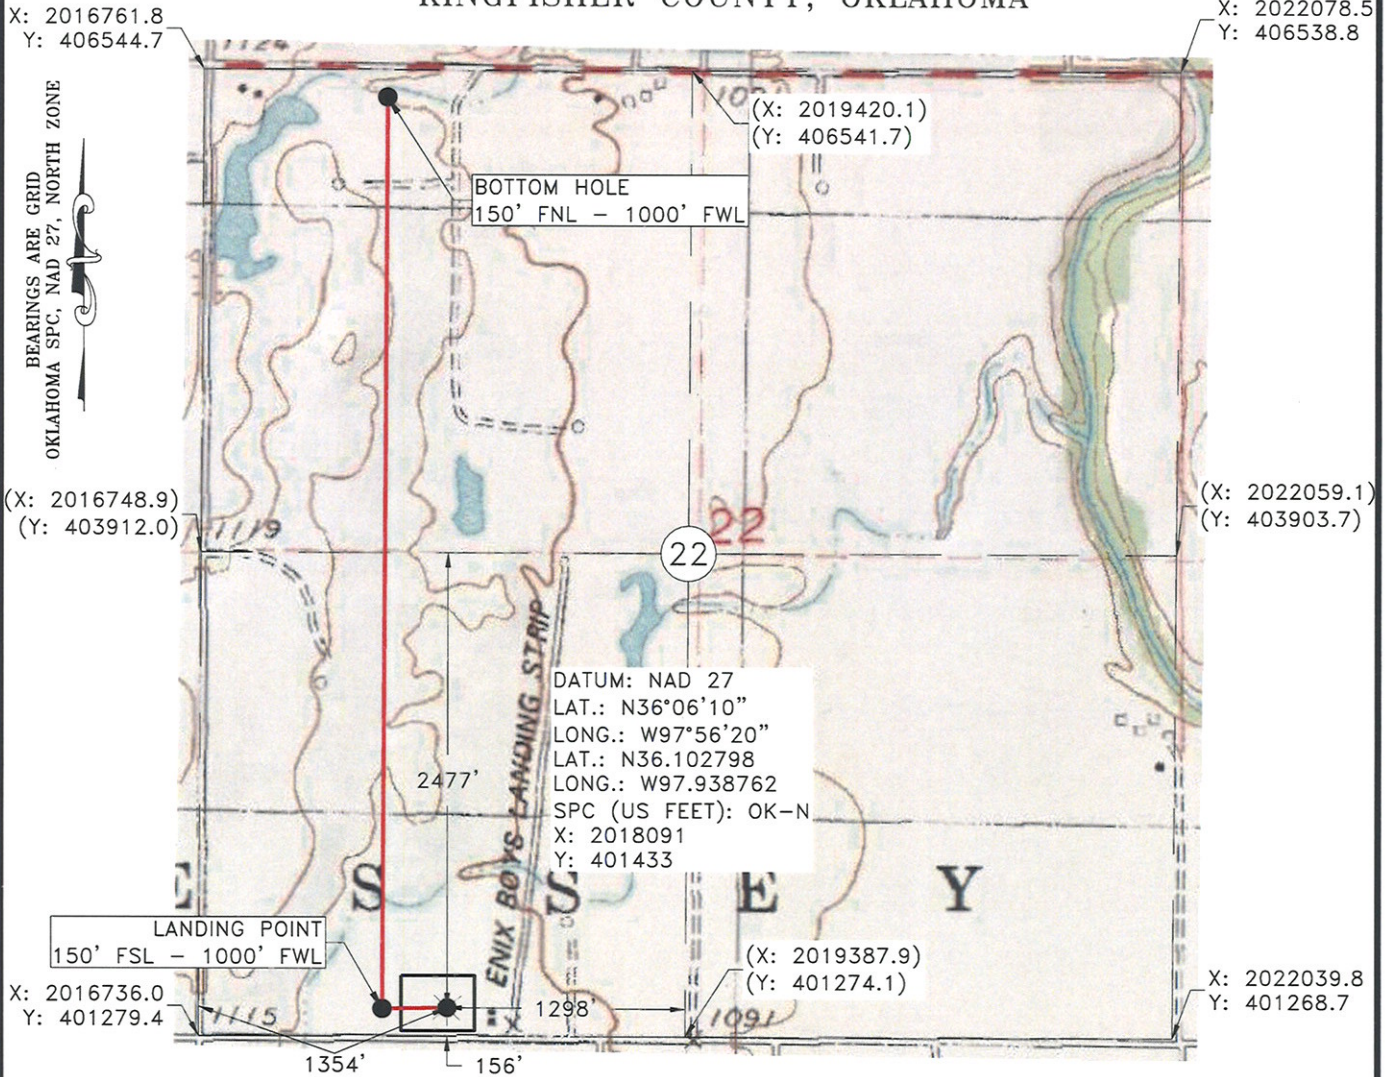 KINGFISHER COUNTY, OKLAHOMA
X: 2016761.8
Y: 406544.7
X: 2022078.5
Y: 406538.8
1124
(X: 2019420.1)
(Y: 406541.7)
BEARINGS ARE GRID
OKLAHOMA SPC, NAD 27, NORTH ZONE
BOTTOM HOLE
150' FNL – 1000' FWL
(X: 2016748.9)
(Y: 403912.0)
1119
22
22
(X: 2022059.1)
(Y: 403903.7)
ENIX BOYS LANDING STRIP
DATUM: NAD 27
LAT.: N36°06'10"
LONG.: W97°56'20"
LAT.: N36.102798
LONG.: W97.938762
SPC (US FEET): OK–N
X: 2018091
Y: 401433
2477'
E S S E Y
LANDING POINT
150' FSL – 1000' FWL
(X: 2019387.9)
(Y: 401274.1)
X: 2016736.0
Y: 401279.4
1115
1298'
1091
X: 2022039.8
Y: 401268.7
1354'
156'